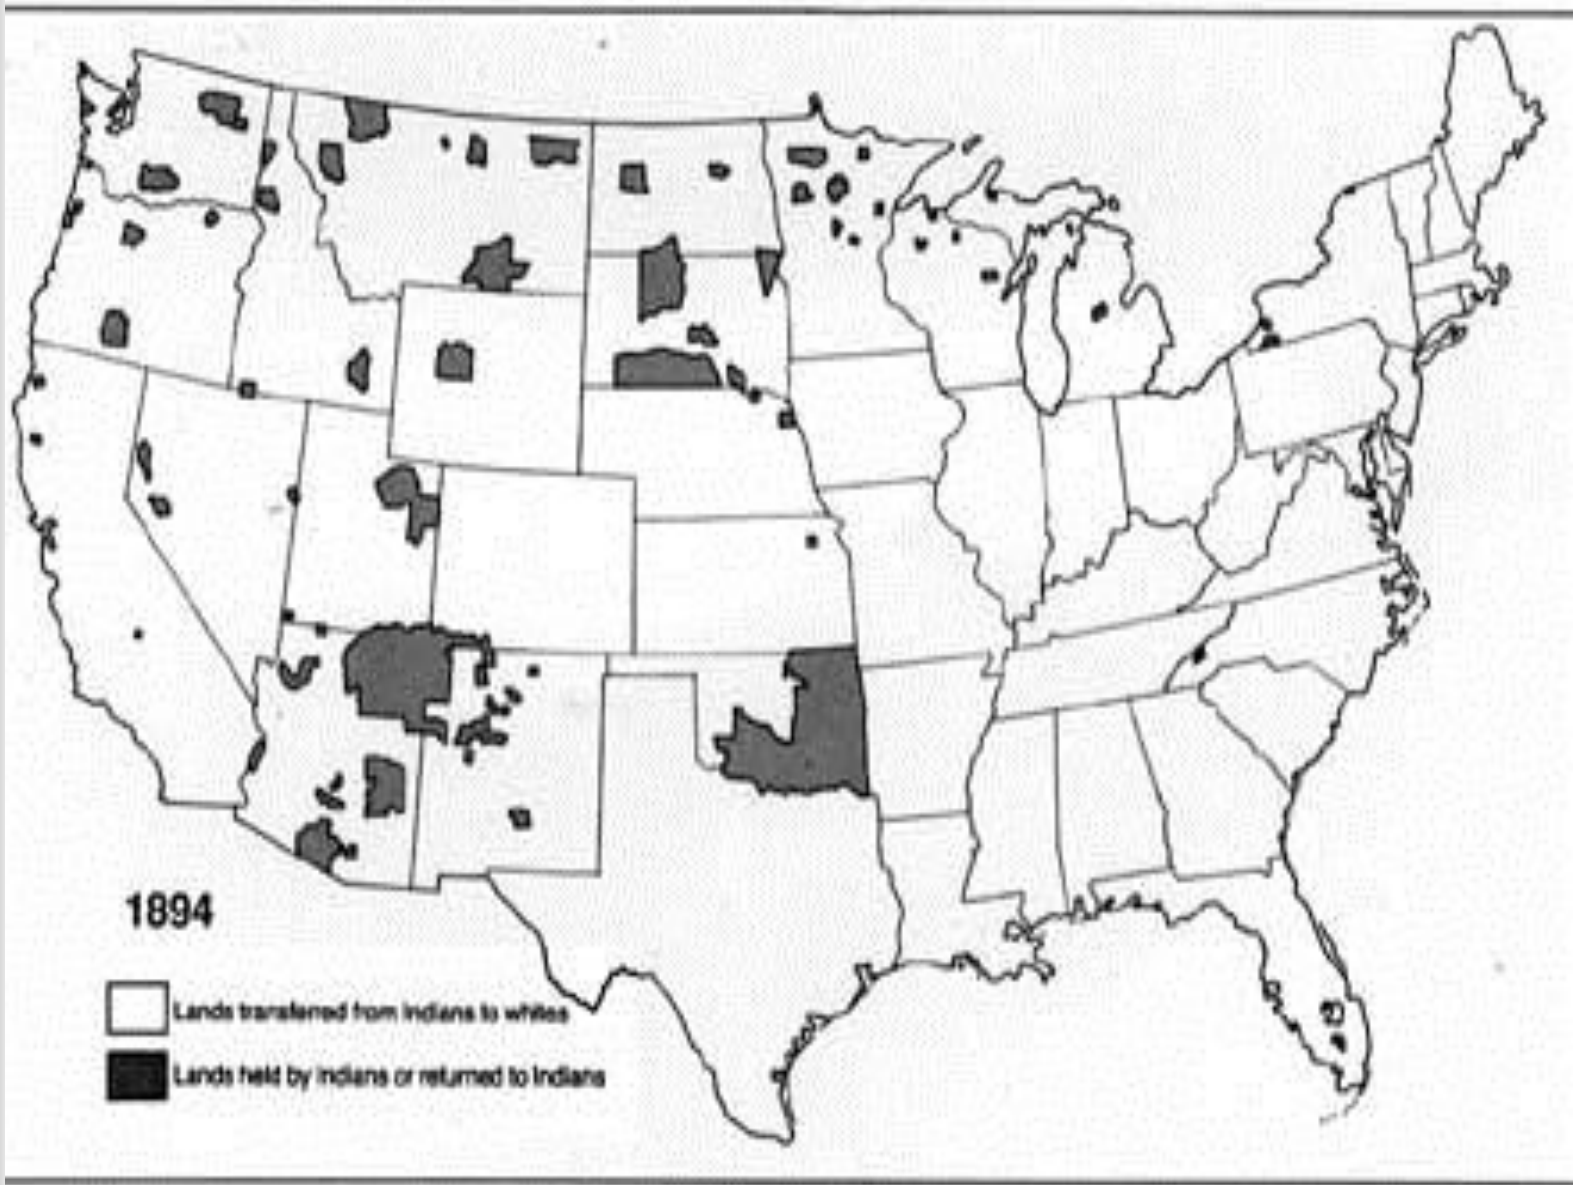 1894
Lands transferred from Indians to whites
Lands held by Indians or returned to Indians